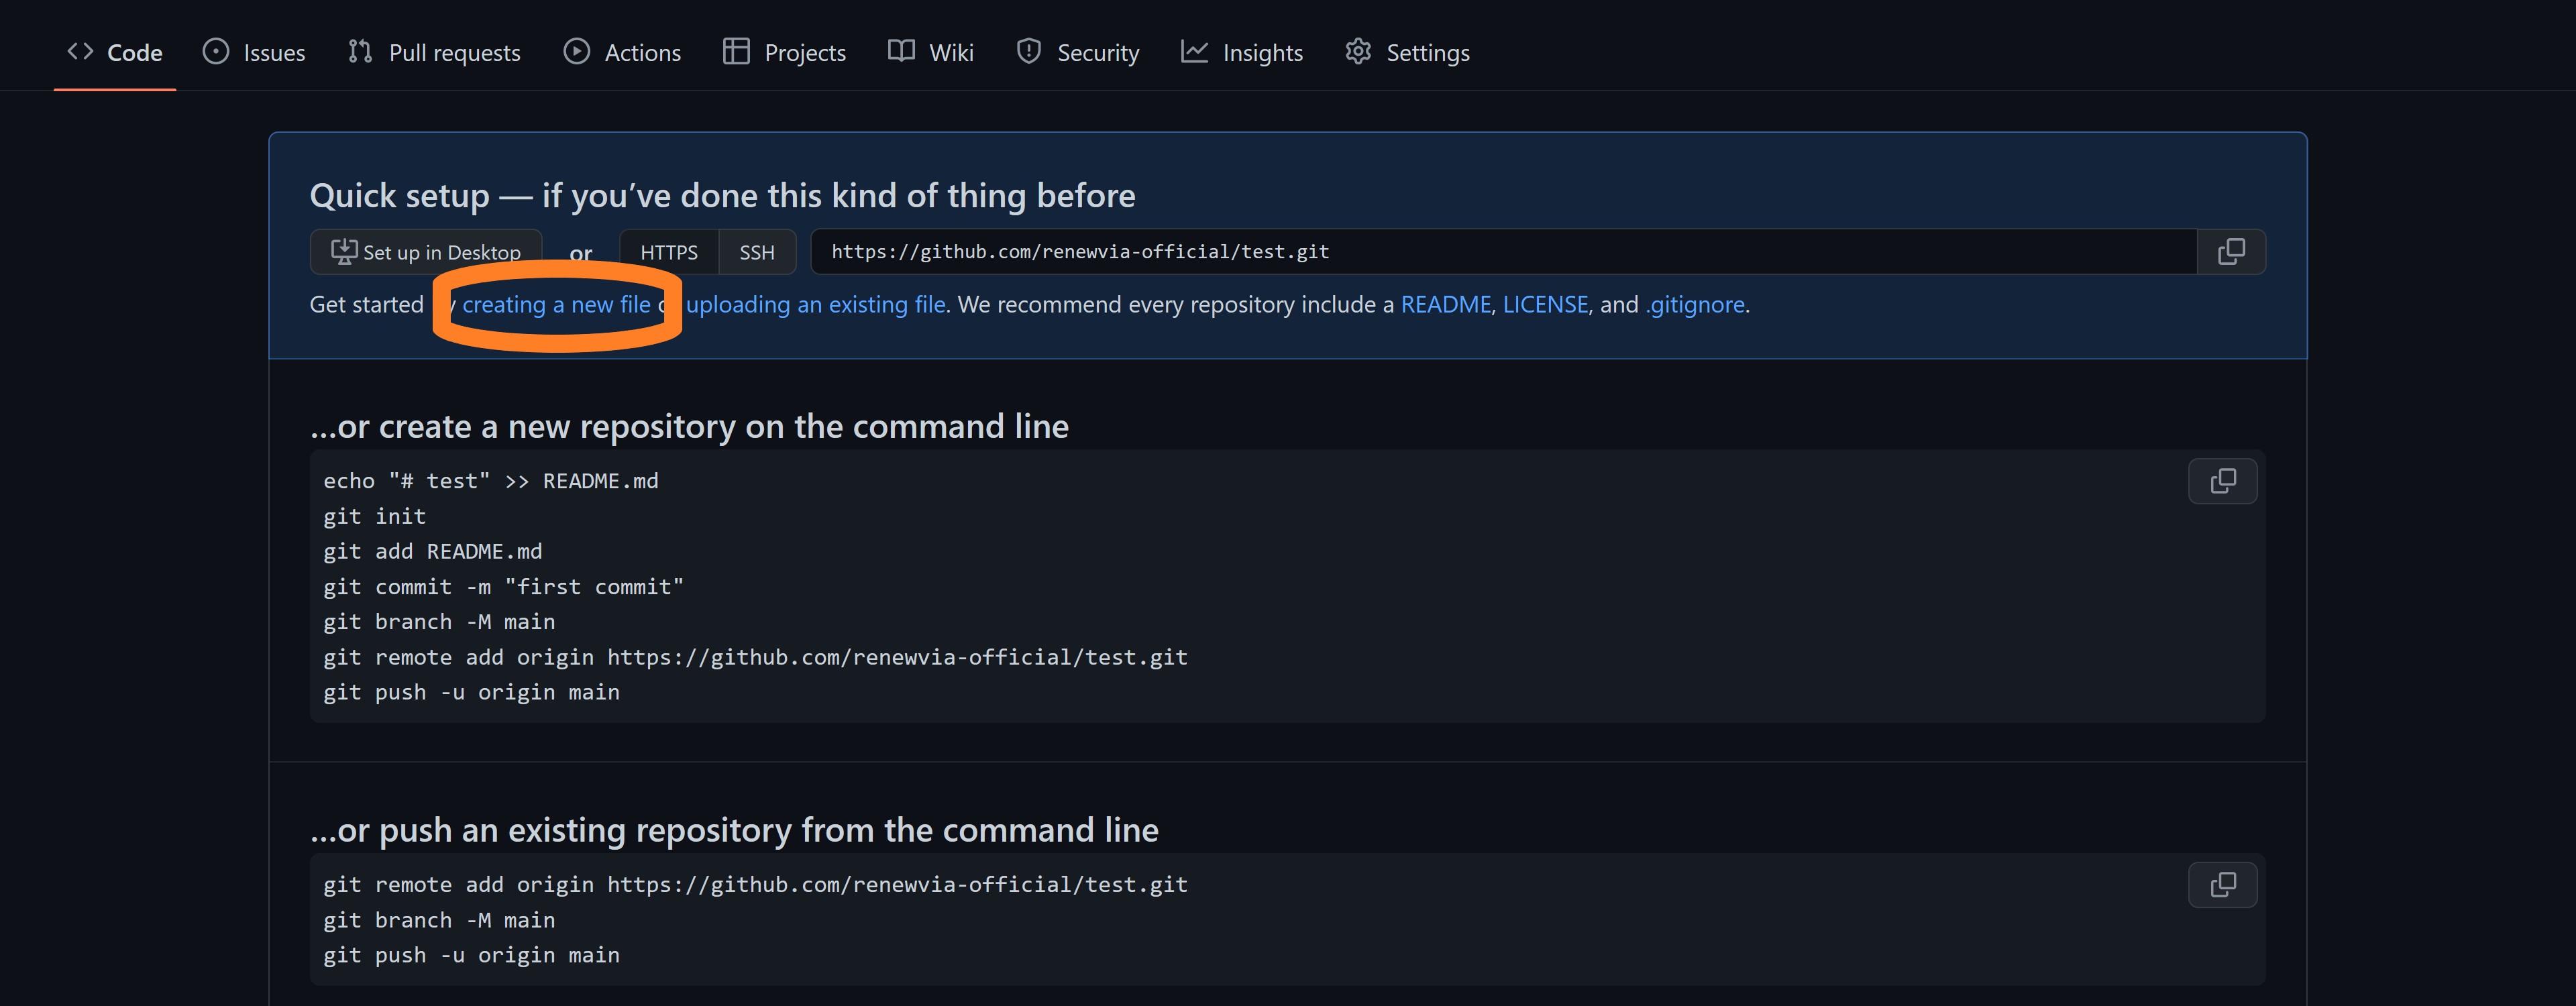 Code Issues Pull requests Actions Projects Wiki Security Insights Settings
Quick setup — if you’ve done this kind of thing before
Set up in Desktop or HTTPS SSH https://github.com/renewvia-official/test.git
Get started creating a new file uploading an existing file. We recommend every repository include a README, LICENSE, and .gitignore.
…or create a new repository on the command line
echo "# test" >> README.md
git init
git add README.md
git commit -m "first commit"
git branch -M main
git remote add origin https://github.com/renewvia-official/test.git
git push -u origin main
…or push an existing repository from the command line
git remote add origin https://github.com/renewvia-official/test.git
git branch -M main
git push -u origin main